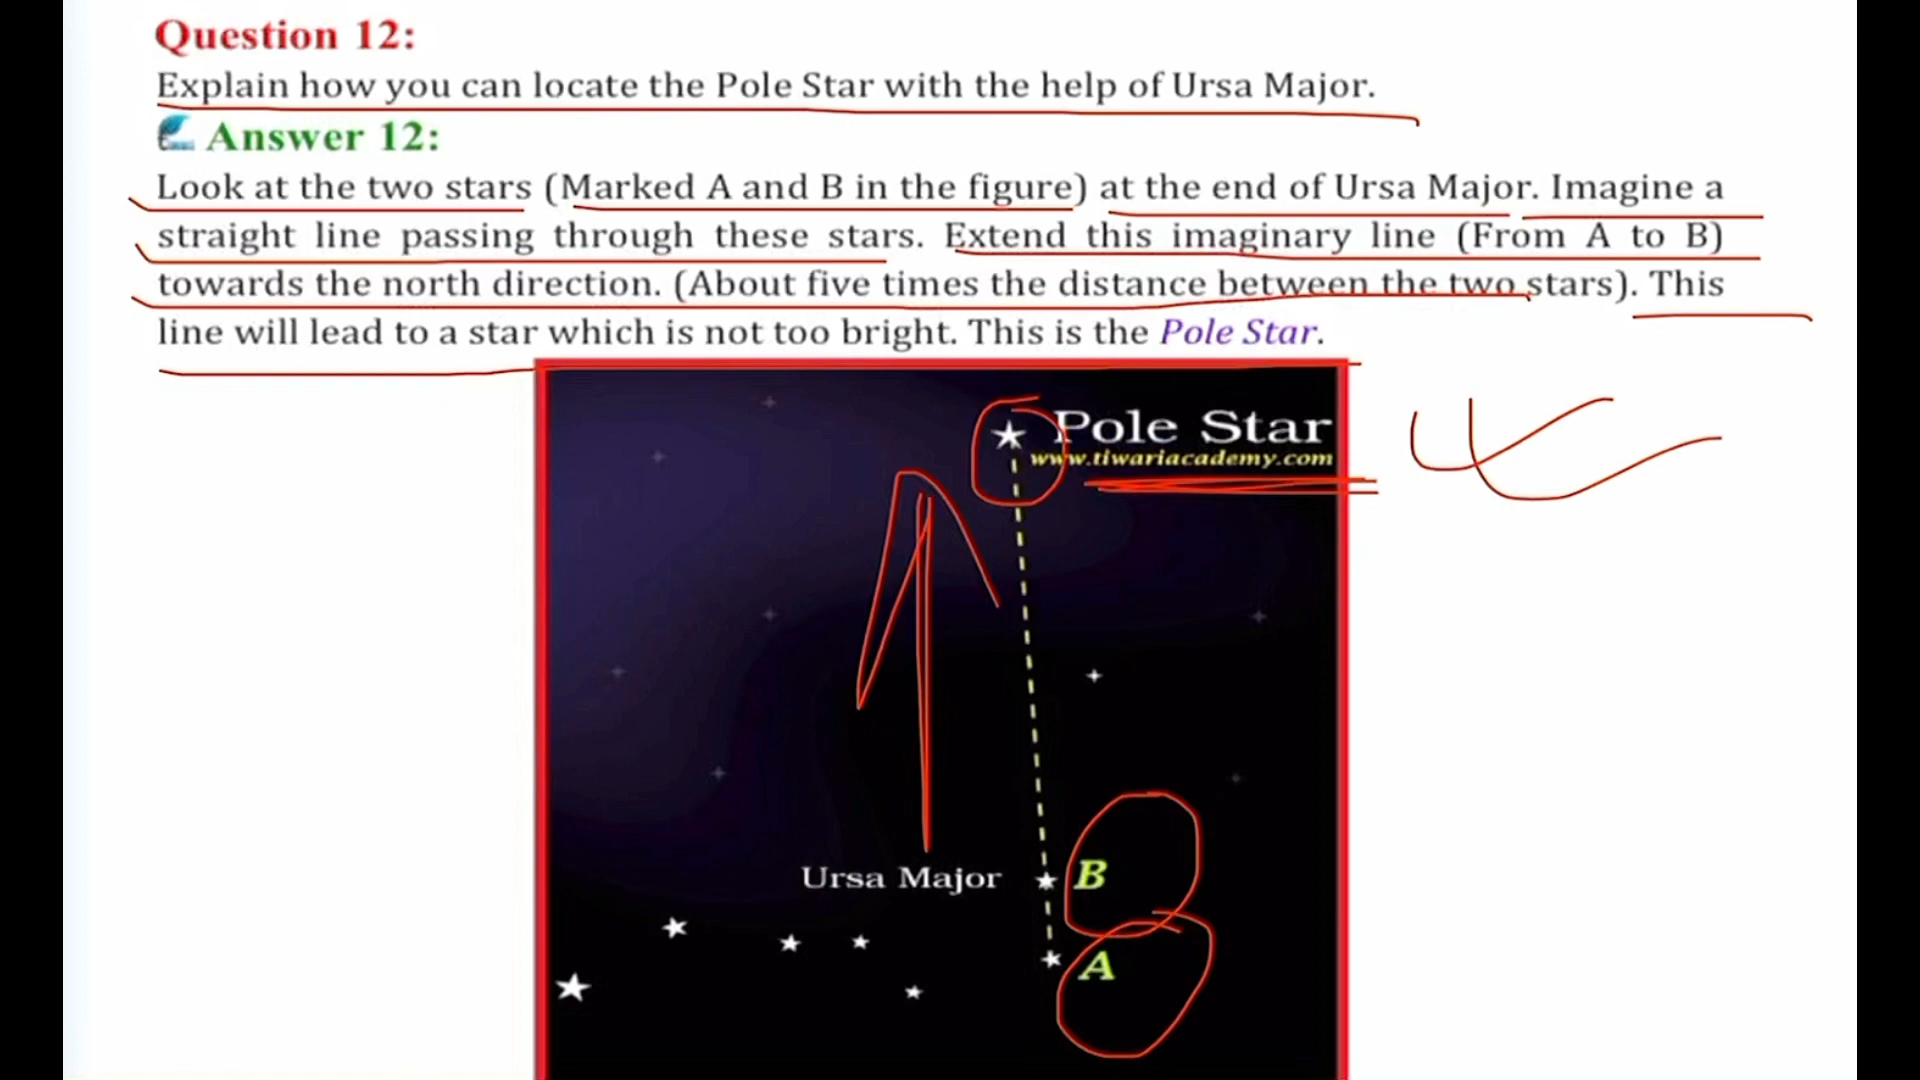 Question 12:
Explain how you can locate the Pole Star with the help of Ursa Major.
Answer 12:
Look at the two stars (Marked A and B in the figure) at the end of Ursa Major. Imagine a
straight line passing through these stars. Extend this imaginary line (From A to B)
towards the north direction. (About five times the distance between the two stars). This
line will lead to a star which is not too bright. This is the Pole Star.
Pole Star
www.tiwariacademy.com
Ursa Major
B
A